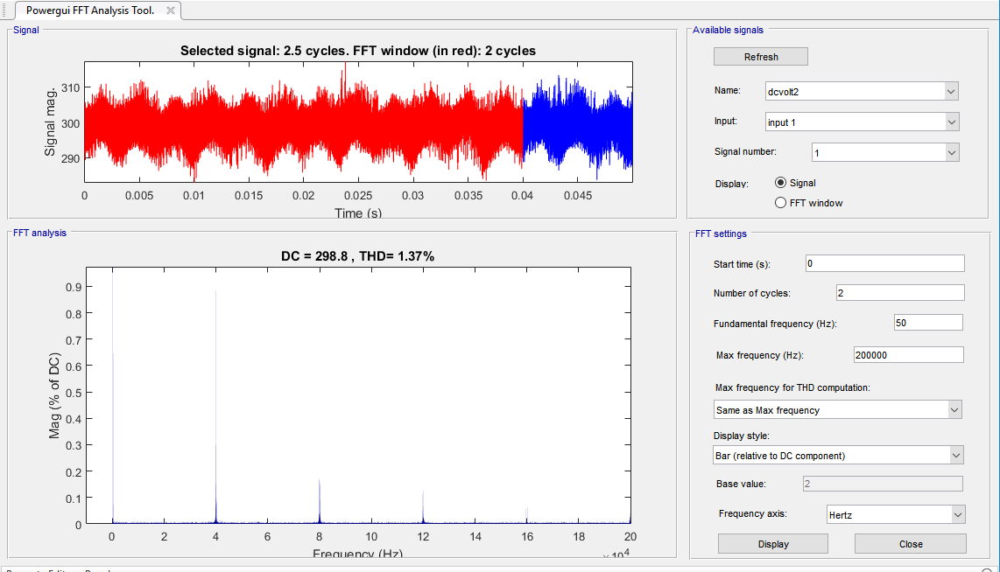 Powergui FFT Analysis Tool.
Signal
Selected signal: 2.5 cycles. FFT window (in red): 2 cycles
310
300
290
Signal mag.
0 0.005 0.01 0.015 0.02 0.025 0.03 0.035 0.04 0.045
Time (s)
FFT analysis
DC = 298.8 , THD= 1.37%
0.9
0.8
0.7
0.6
0.5
0.4
0.3
0.2
0.1
0
Mag (% of DC)
0 2 4 6 8 10 12 14 16 18 20
Frequency (Hz)
×10^4
Available signals
Refresh
Name: dcvolt2
Input: input 1
Signal number: 1
Display: Signal
FFT window
FFT settings
Start time (s): 0
Number of cycles: 2
Fundamental frequency (Hz): 50
Max frequency (Hz): 200000
Max frequency for THD computation:
Same as Max frequency
Display style:
Bar (relative to DC component)
Base value: 2
Frequency axis: Hertz
Display Close